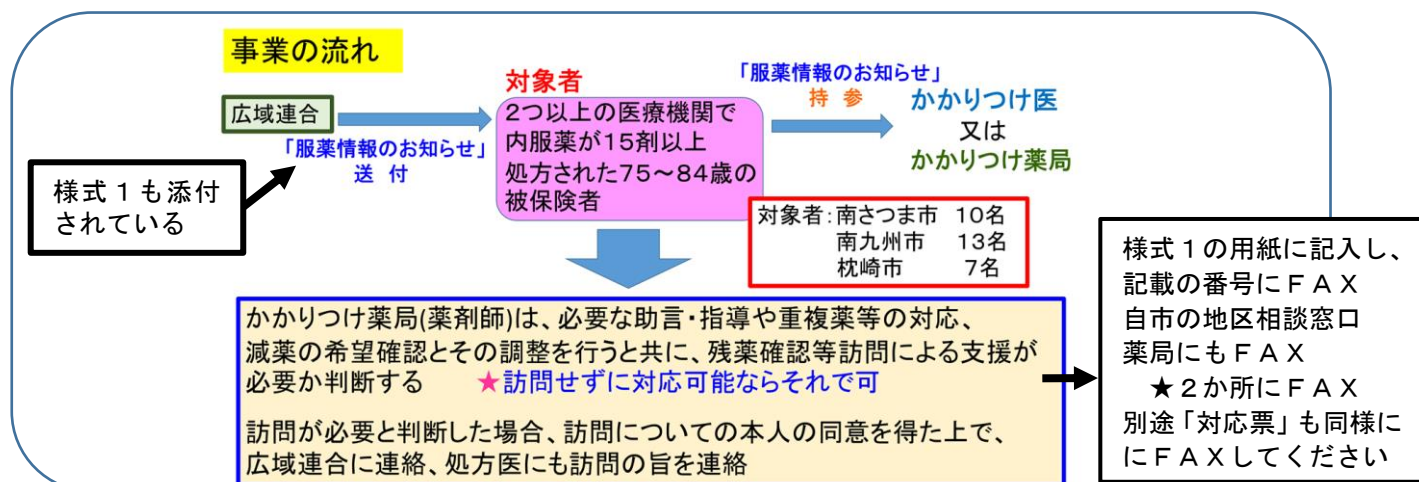 事業の流れ
広域連合
「服薬情報のお知らせ」
送 付
様式１も添付
されている
対象者
2つ以上の医療機関で
内服薬が15剤以上
処方された75～84歳の
被保険者
「服薬情報のお知らせ」
持 参
かかりつけ医
又は
かかりつけ薬局
対象者：南さつま市 10名
南九州市 13名
枕崎市 7名
かかりつけ薬局(薬剤師)は、必要な助言・指導や重複薬等の対応、
減薬の希望確認とその調整を行うと共に、残薬確認等訪問による支援が
必要か判断する ★訪問せずに対応可能ならそれで可
訪問が必要と判断した場合、訪問についての本人の同意を得た上で、
広域連合に連絡、処方医にも訪問の旨を連絡
様式１の用紙に記入し、
記載の番号にＦＡＸ
自市の地区相談窓口
薬局にもＦＡＸ
★２か所にＦＡＸ
別途「対応票」も同様に
にＦＡＸしてください